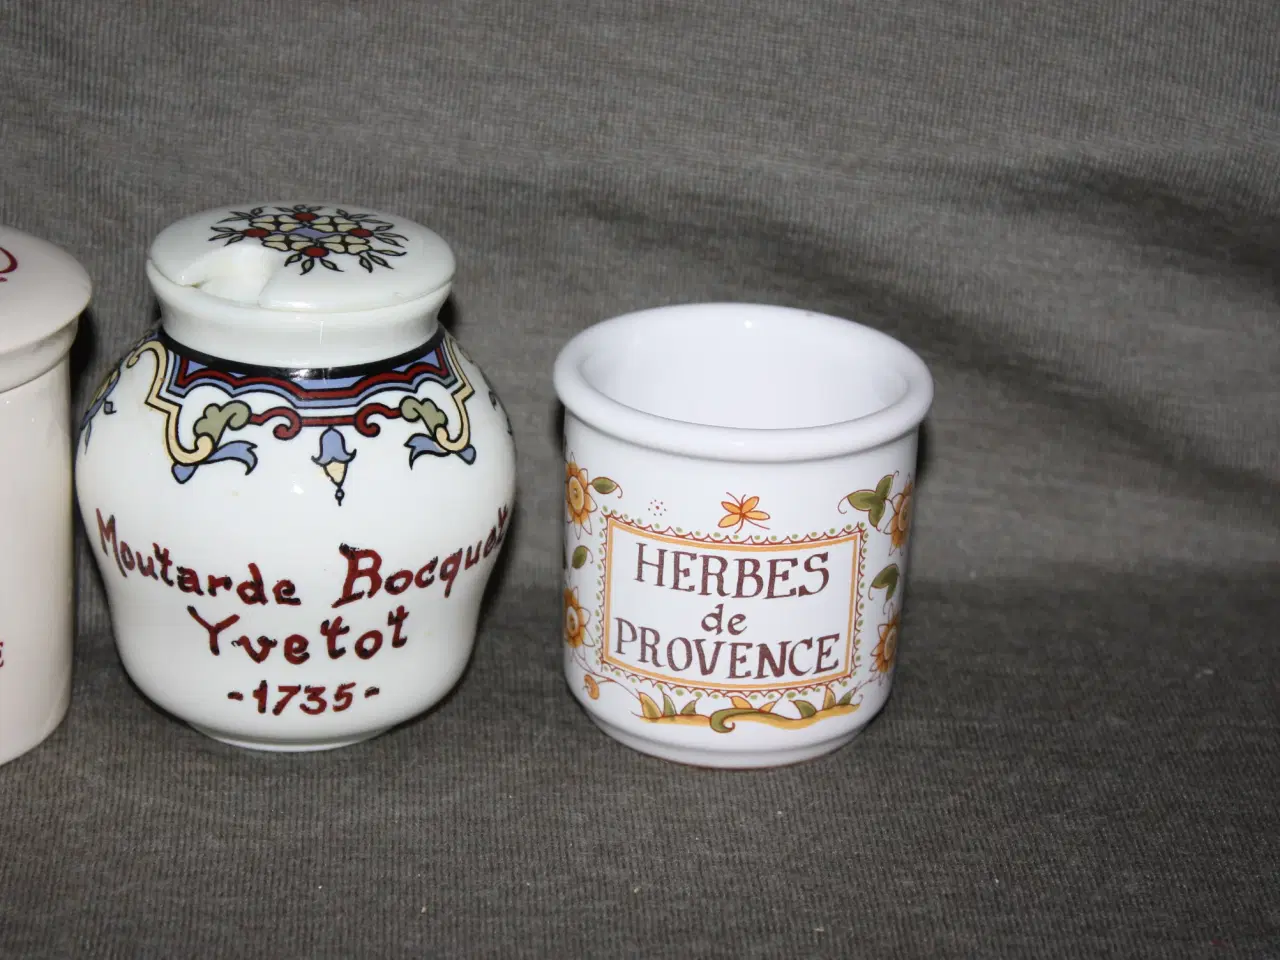 Moutarde Bocquet
Yvetot
-1735-
HERBES
de
PROVENCE